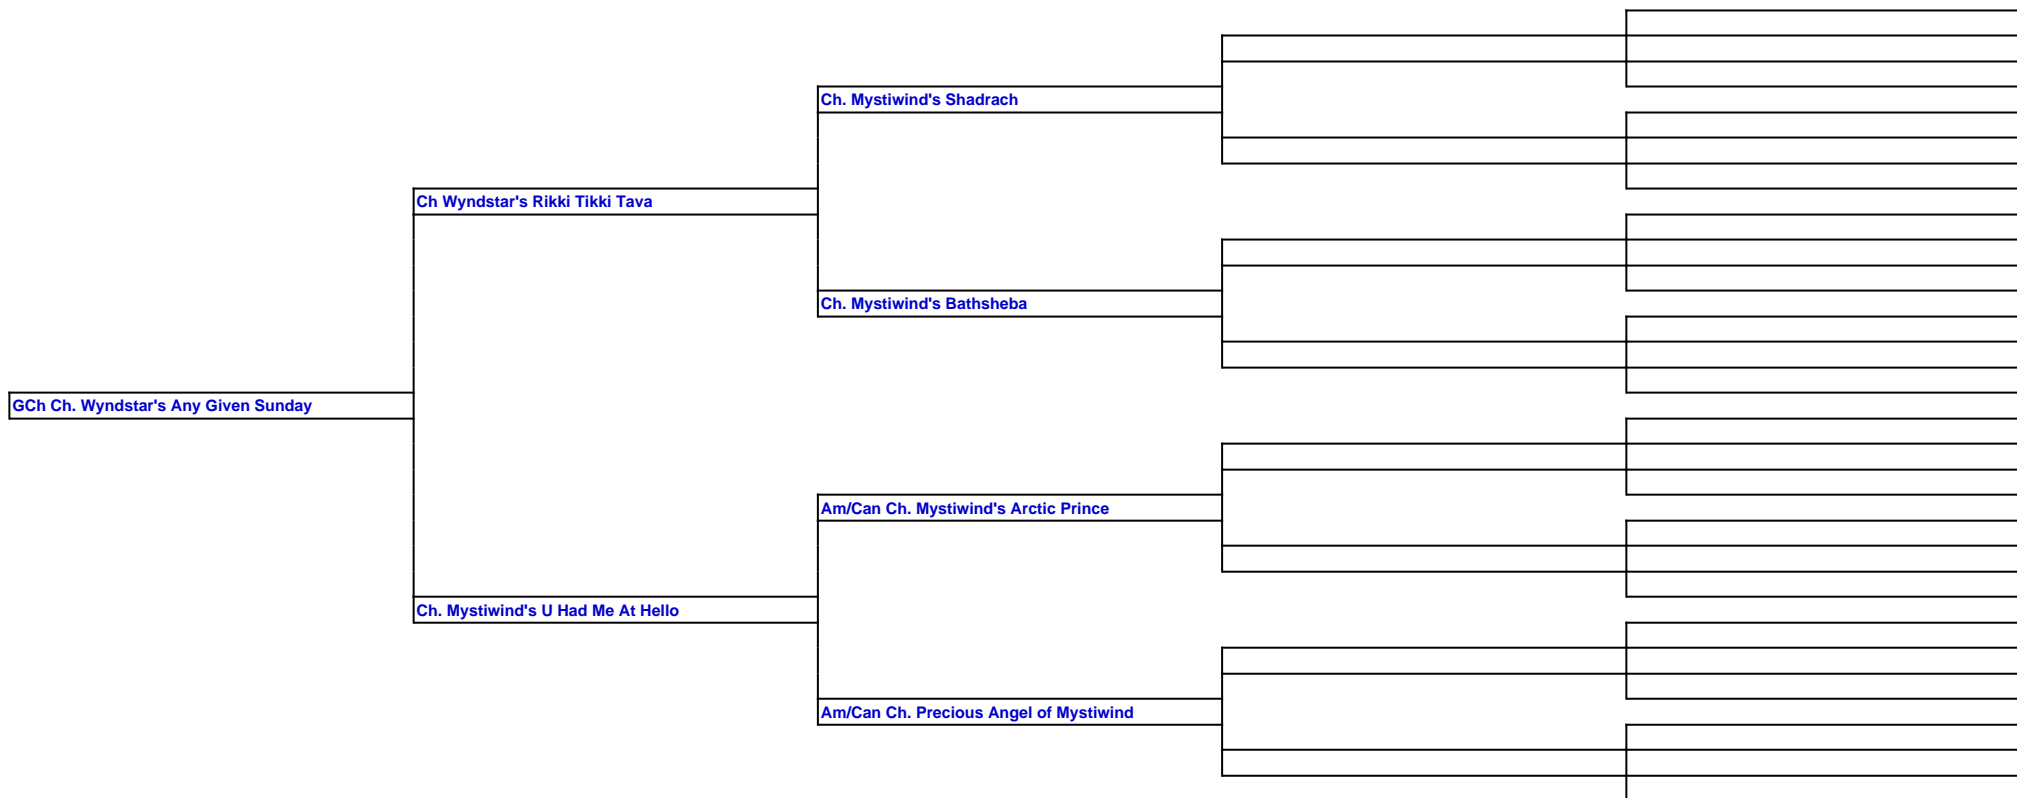 Ch. Mystiwind's Shadrach
Ch Wyndstar's Rikki Tikki Tava
Ch. Mystiwind's Bathsheba
GCh Ch. Wyndstar's Any Given Sunday
Am/Can Ch. Mystiwind's Arctic Prince
Ch. Mystiwind's U Had Me At Hello
Am/Can Ch. Precious Angel of Mystiwind